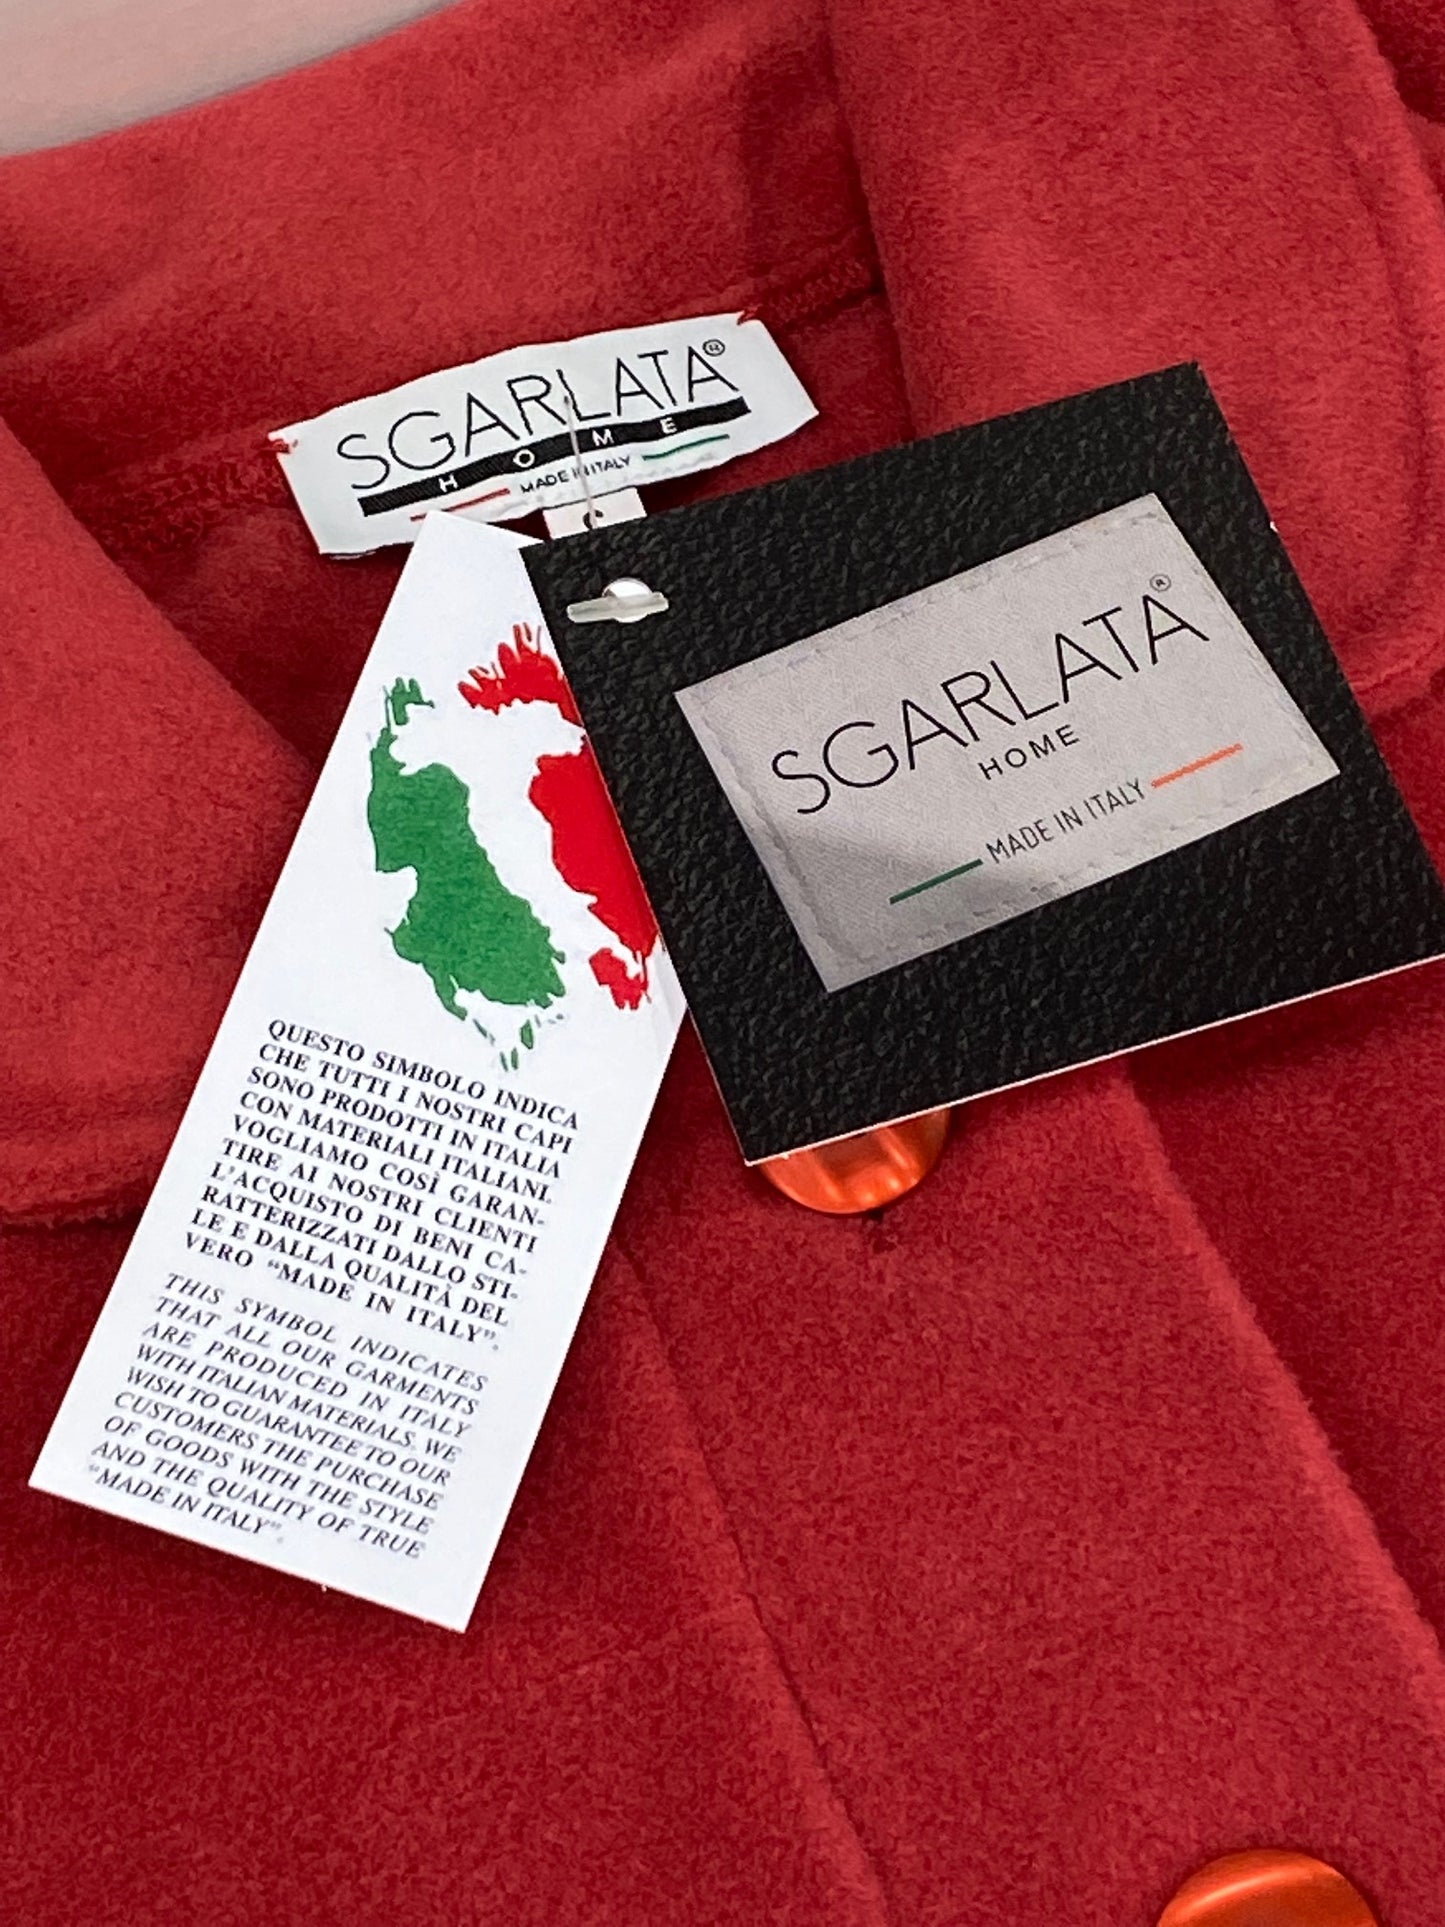 SGARLATA®
HOME
MADE IN ITALY
SGARLATA®
HOME
MADE IN ITALY
QUESTO SIMBOLO INDICA
CHE TUTTI I NOSTRI CAPI
SONO PRODOTTI IN ITALIA
CON MATERIALI ITALIANI.
VOGLIAMO COSÌ GARAN-
TIRE AI NOSTRI CLIENTI
L'ACQUISTO DI BENI CA-
RATTERIZZATI DALLO STI-
LE E DALLA QUALITÀ DEL
VERO "MADE IN ITALY".
THIS SYMBOL INDICATES
THAT ALL OUR GARMENTS
ARE PRODUCED IN ITALY
WITH ITALIAN MATERIALS. WE
WISH TO GUARANTEE TO OUR
CUSTOMERS THE PURCHASE
OF GOODS WITH THE STYLE
AND THE QUALITY OF TRUE
"MADE IN ITALY".